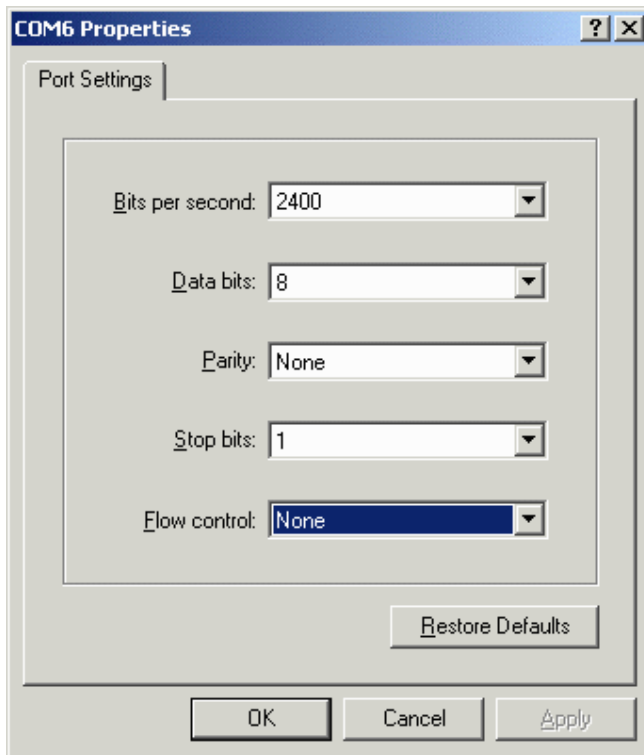 COM6 Properties
Port Settings
Bits per second: 2400
Data bits: 8
Parity: None
Stop bits: 1
Flow control: None
Restore Defaults
OK Cancel Apply